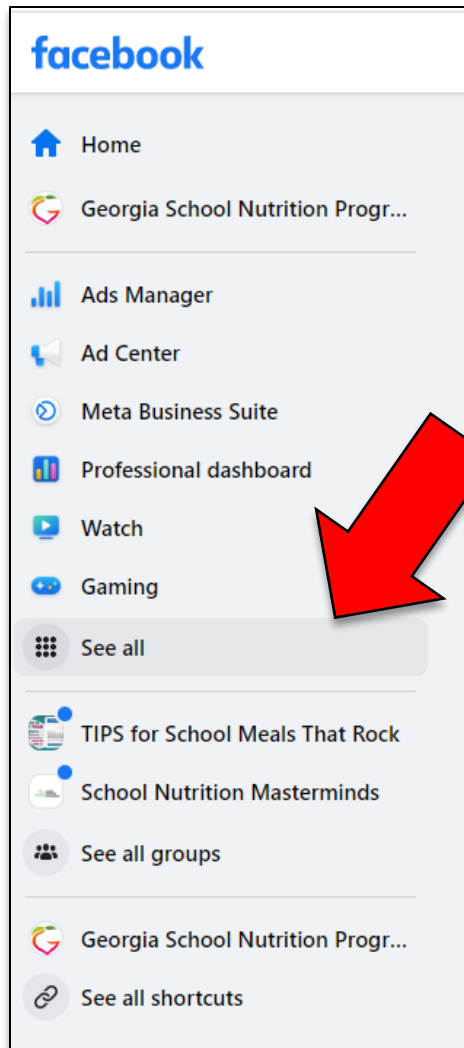 facebook
Home
Georgia School Nutrition Progr...
Ads Manager
Ad Center
Meta Business Suite
Professional dashboard
Watch
Gaming
See all
TIPS for School Meals That Rock
School Nutrition Masterminds
See all groups
Georgia School Nutrition Progr...
See all shortcuts